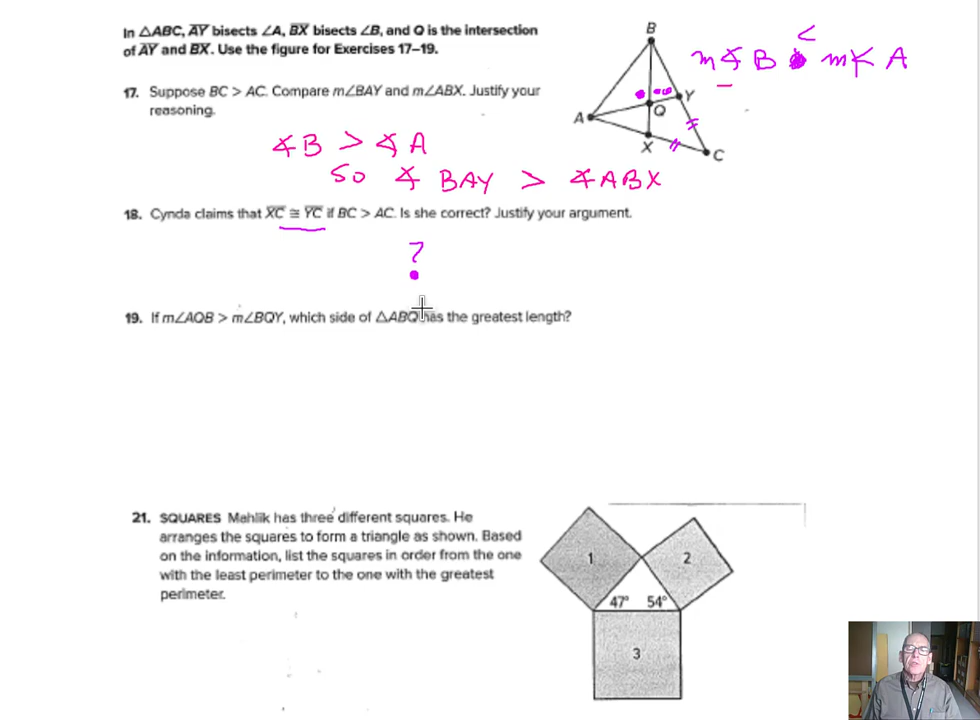 In △ABC, AY bisects ∠A, BX bisects ∠B, and Q is the intersection
of AY and BX. Use the figure for Exercises 17–19.
17. Suppose BC > AC. Compare m∠BAY and m∠ABX. Justify your
reasoning.
B
A
Q
Y
X
C
<
m∡B m∡A
∡B > ∡A
so ∡BAY > ∡ABX
18. Cynda claims that XC ≅ YC if BC > AC. Is she correct? Justify your argument.
?
19. If m∠AQB > m∠BQY, which side of △ABQ has the greatest length?
21. SQUARES Mahlik has three different squares. He
arranges the squares to form a triangle as shown. Based
on the information, list the squares in order from the one
with the least perimeter to the one with the greatest
perimeter.
1
2
47° 54°
3